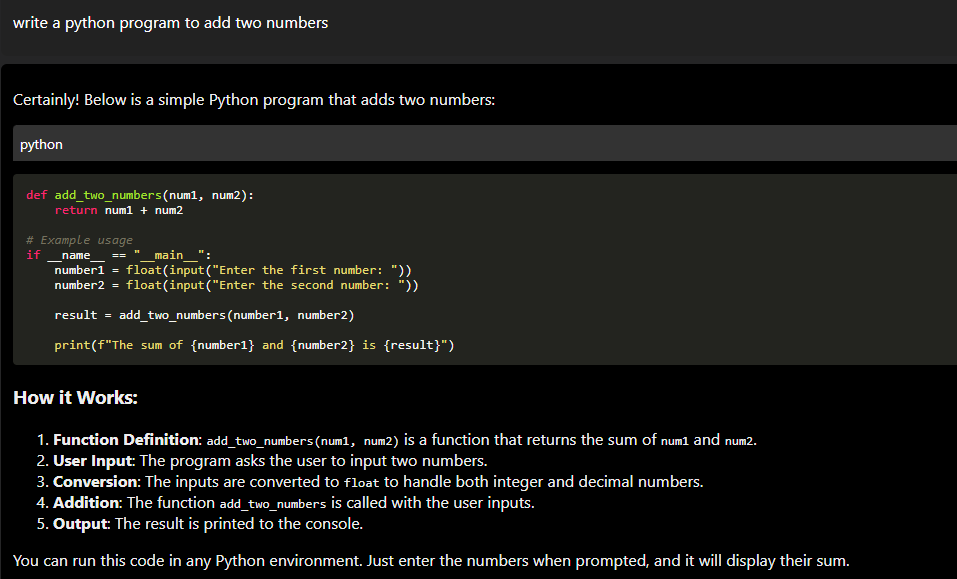 write a python program to add two numbers
Certainly! Below is a simple Python program that adds two numbers:
python
def add_two_numbers(num1, num2):
    return num1 + num2
# Example usage
if __name__ == "__main__":
    number1 = float(input("Enter the first number: "))
    number2 = float(input("Enter the second number: "))
    result = add_two_numbers(number1, number2)
    print(f"The sum of {number1} and {number2} is {result}")
How it Works:
1. Function Definition: add_two_numbers(num1, num2) is a function that returns the sum of num1 and num2.
2. User Input: The program asks the user to input two numbers.
3. Conversion: The inputs are converted to float to handle both integer and decimal numbers.
4. Addition: The function add_two_numbers is called with the user inputs.
5. Output: The result is printed to the console.
You can run this code in any Python environment. Just enter the numbers when prompted, and it will display their sum.